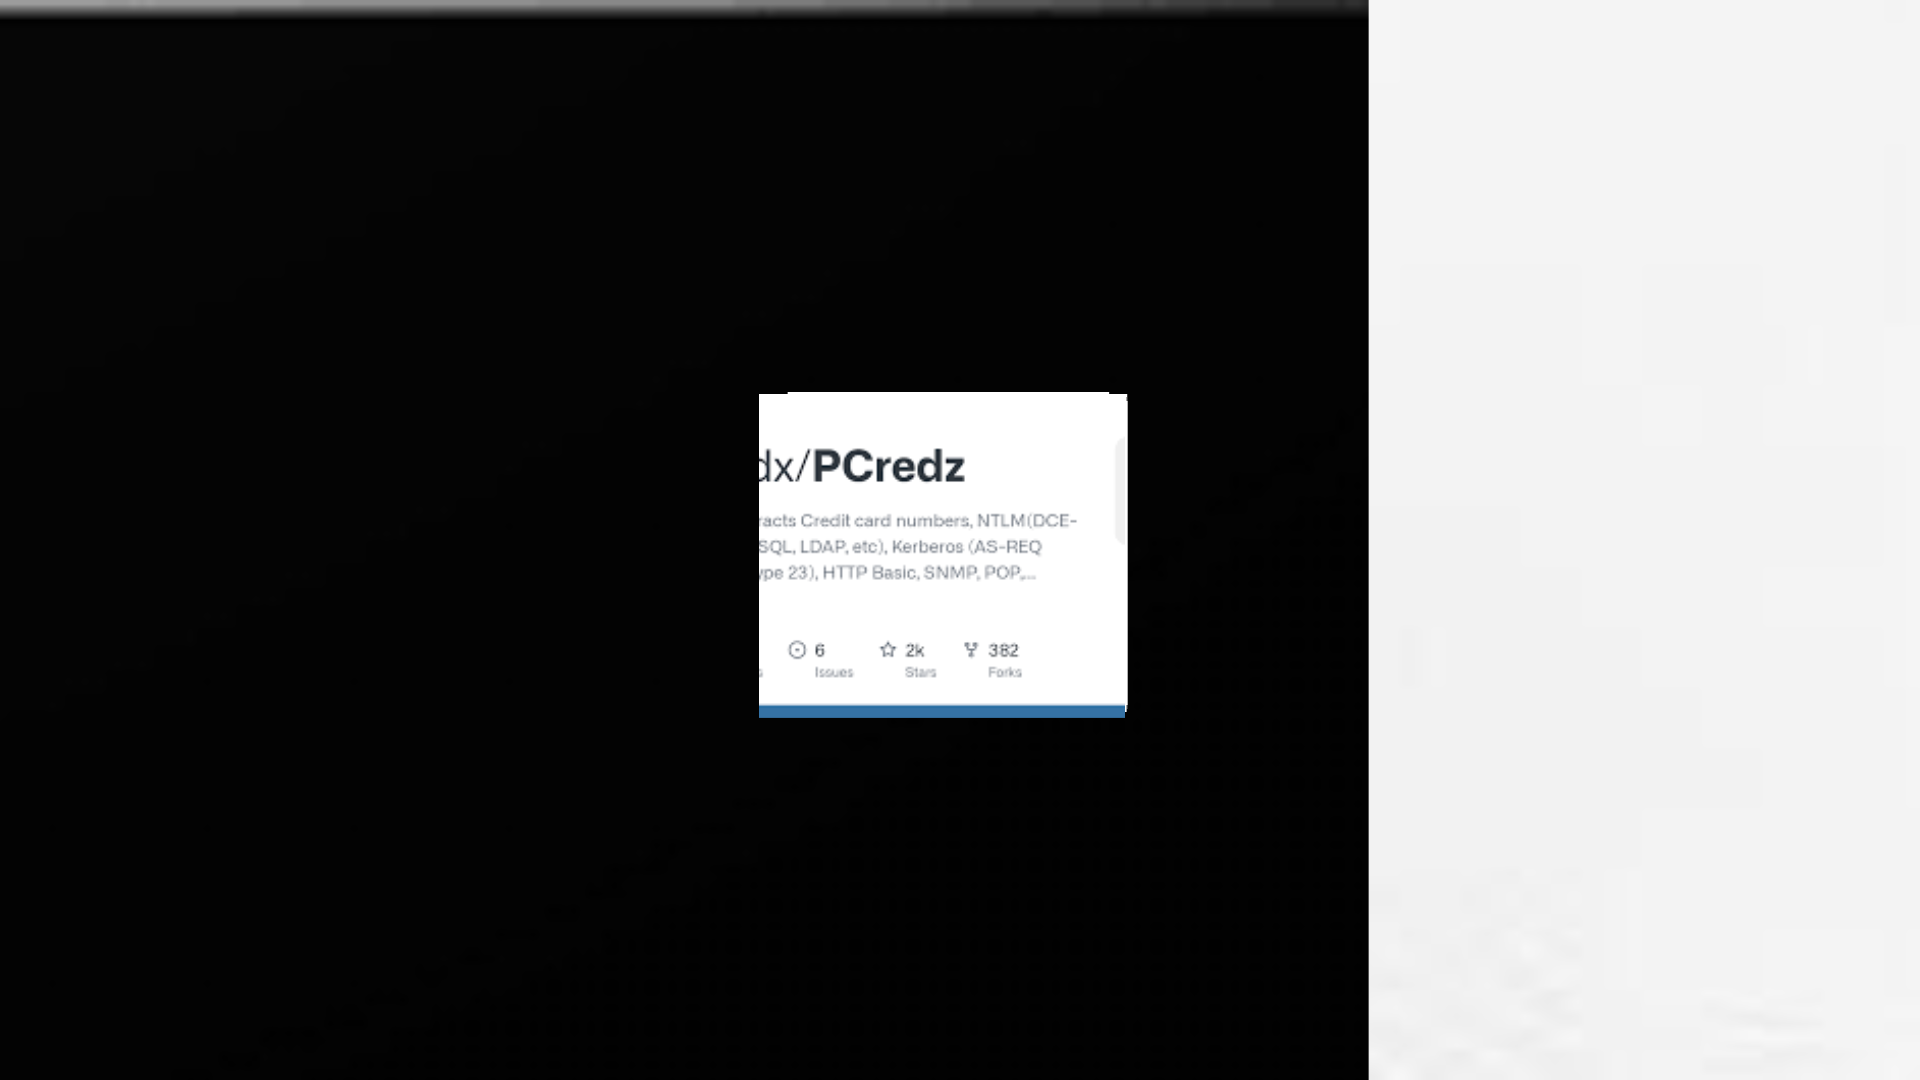 dx/PCredz
racts Credit card numbers, NTLM(DCE-
SQL, LDAP, etc), Kerberos (AS-REQ
ype 23), HTTP Basic, SNMP, POP,...
6 2k 382
s Issues Stars Forks